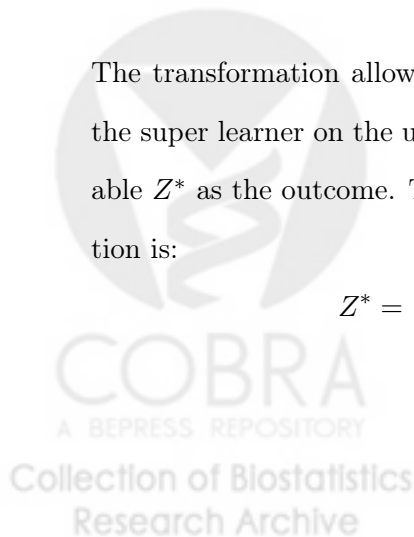 The transformation allow
the super learner on the u
able Z* as the outcome. T
tion is:
Z* =
COBRA
A BEPRESS REPOSITORY
Collection of Biostatistics
Research Archive